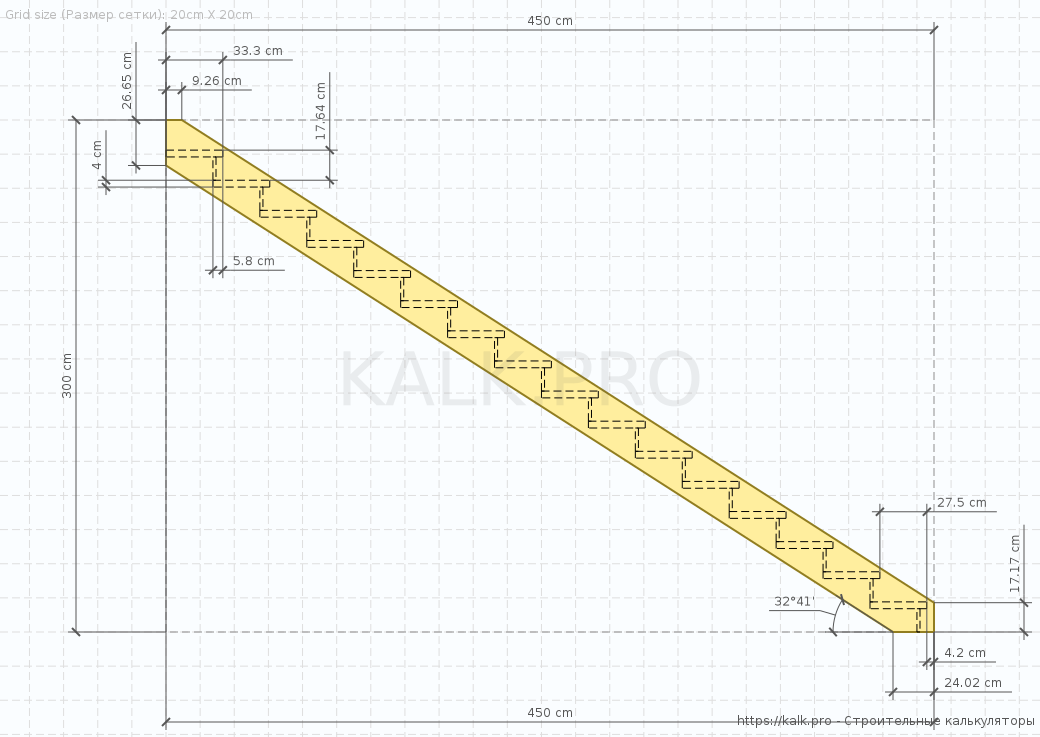 Grid size (Размер сетки): 20cm X 20cm
450 cm
33.3 cm
9.26 cm
26.65 cm
17.64 cm
4 cm
5.8 cm
300 cm
KALK.PRO
27.5 cm
17.17 cm
32°41'
4.2 cm
24.02 cm
450 cm
https://kalk.pro - Строительные калькуляторы